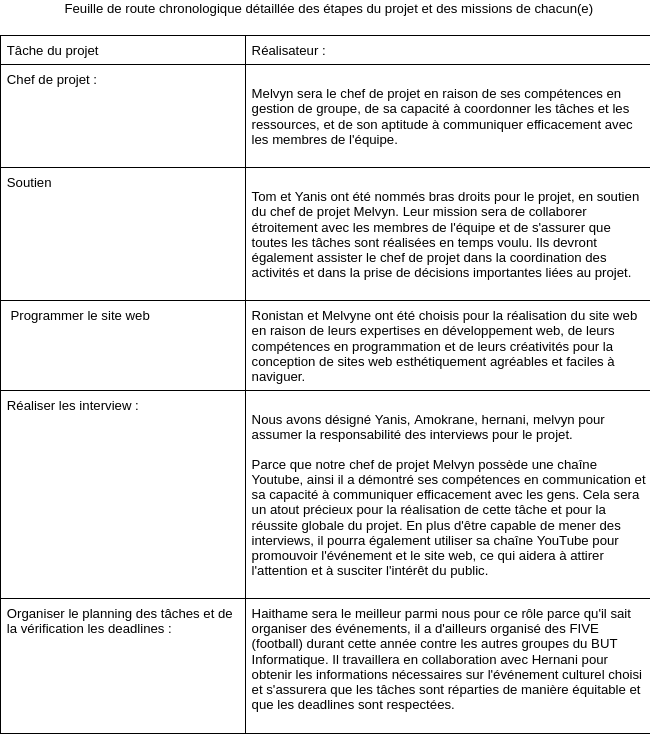 Feuille de route chronologique détaillée des étapes du projet et des missions de chacun(e)
Tâche du projet
Réalisateur :
Chef de projet :
Melvyn sera le chef de projet en raison de ses compétences en
gestion de groupe, de sa capacité à coordonner les tâches et les
ressources, et de son aptitude à communiquer efficacement avec
les membres de l'équipe.
Soutien
Tom et Yanis ont été nommés bras droits pour le projet, en soutien
du chef de projet Melvyn. Leur mission sera de collaborer
étroitement avec les membres de l'équipe et de s'assurer que
toutes les tâches sont réalisées en temps voulu. Ils devront
également assister le chef de projet dans la coordination des
activités et dans la prise de décisions importantes liées au projet.
Programmer le site web
Ronistan et Melvyne ont été choisis pour la réalisation du site web
en raison de leurs expertises en développement web, de leurs
compétences en programmation et de leurs créativités pour la
conception de sites web esthétiquement agréables et faciles à
naviguer.
Réaliser les interview :
Nous avons désigné Yanis, Amokrane, hernani, melvyn pour
assumer la responsabilité des interviews pour le projet.
Parce que notre chef de projet Melvyn possède une chaîne
Youtube, ainsi il a démontré ses compétences en communication et
sa capacité à communiquer efficacement avec les gens. Cela sera
un atout précieux pour la réalisation de cette tâche et pour la
réussite globale du projet. En plus d'être capable de mener des
interviews, il pourra également utiliser sa chaîne YouTube pour
promouvoir l'événement et le site web, ce qui aidera à attirer
l'attention et à susciter l'intérêt du public.
Organiser le planning des tâches et de
la vérification les deadlines :
Haithame sera le meilleur parmi nous pour ce rôle parce qu'il sait
organiser des événements, il a d'ailleurs organisé des FIVE
(football) durant cette année contre les autres groupes du BUT
Informatique. Il travaillera en collaboration avec Hernani pour
obtenir les informations nécessaires sur l'événement culturel choisi
et s'assurera que les tâches sont réparties de manière équitable et
que les deadlines sont respectées.